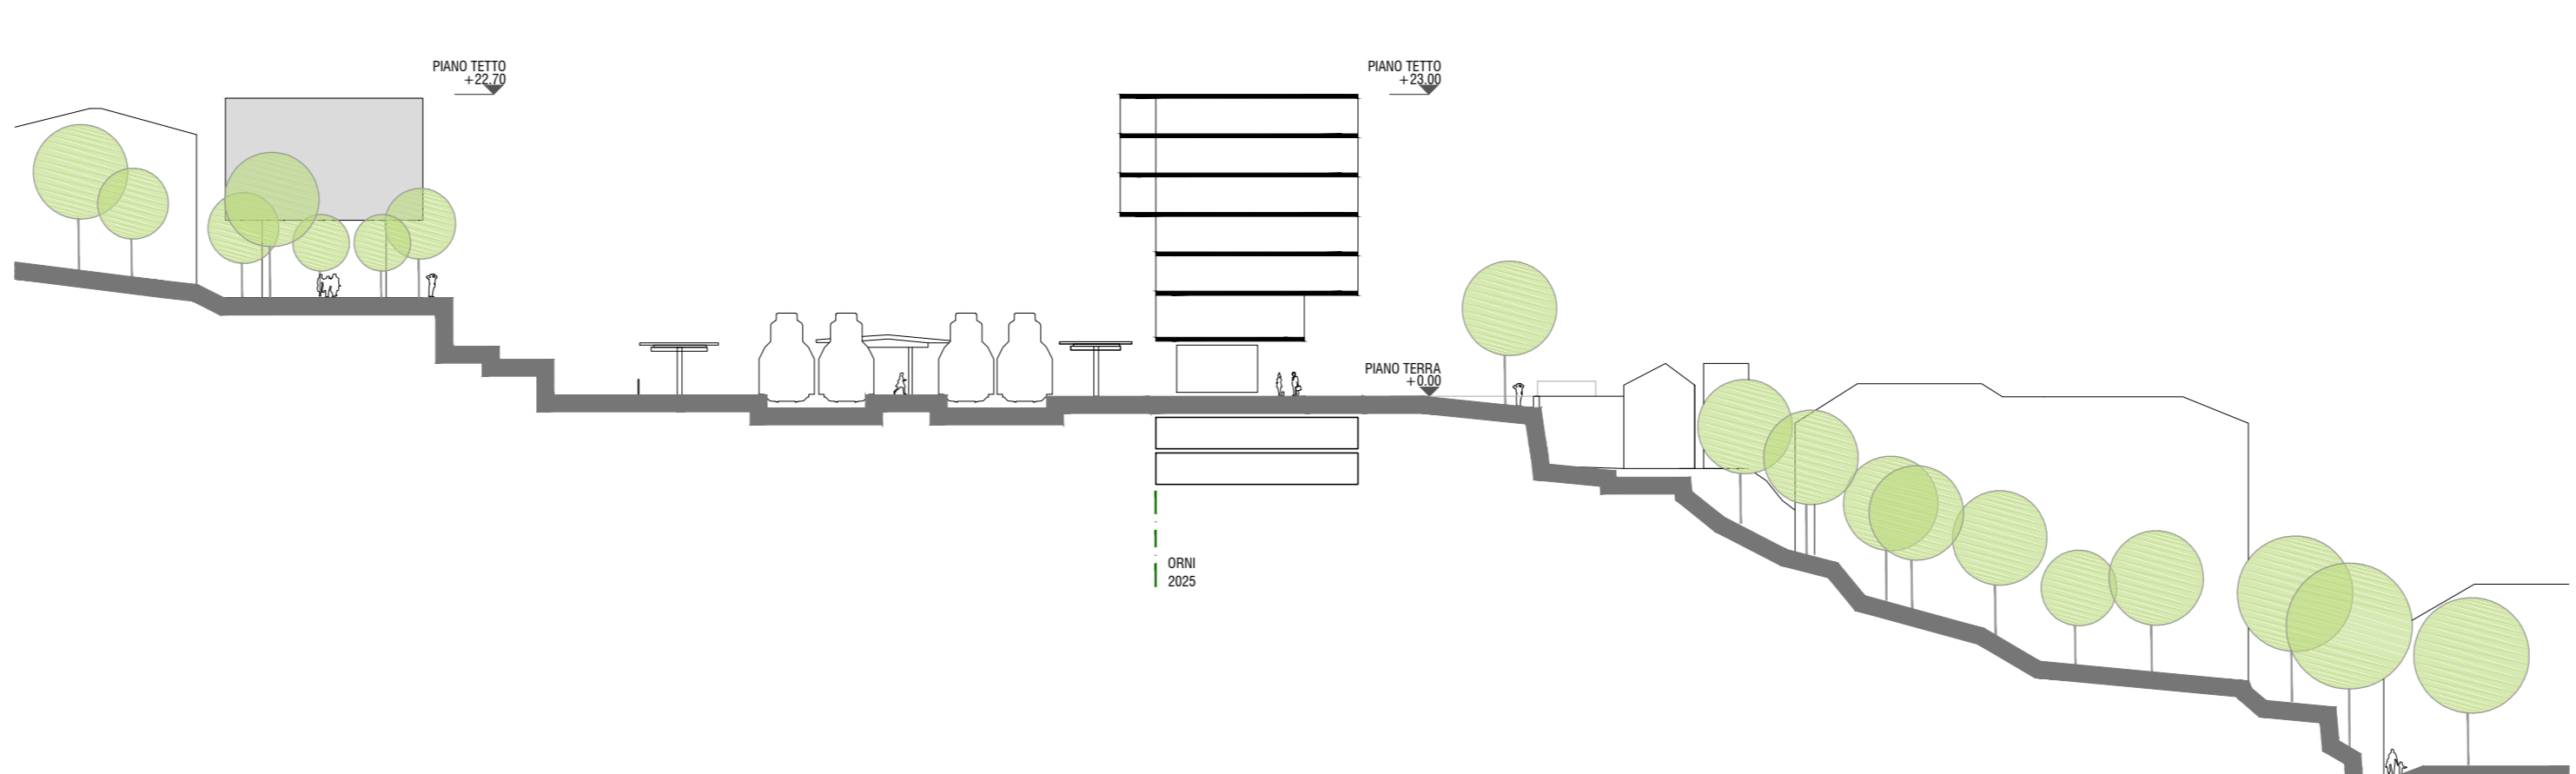 PIANO TETTO
+22.70
PIANO TETTO
+23.00
PIANO TERRA
+0.00
ORNI
2025